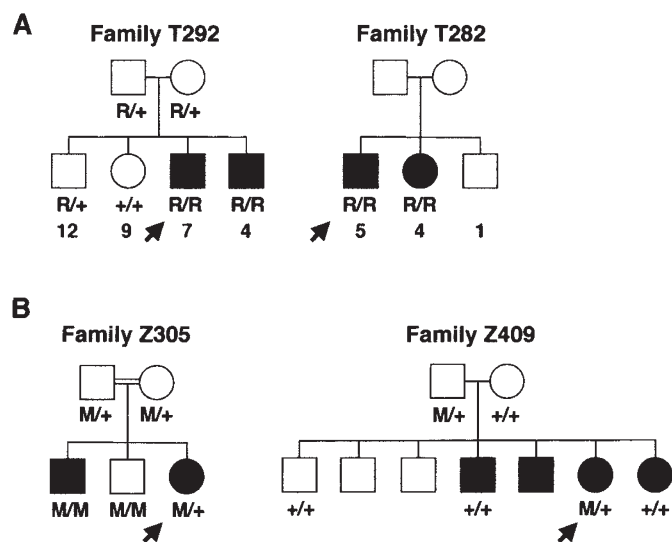 A
Family T292
Family T282
R/+ R/+
R/+ +/+ R/R R/R
12 9 7 4
R/R R/R
5 4 1
B
Family Z305
Family Z409
M/+ M/+
M/+ +/+
M/M M/M M/+
+/+ +/+ M/+ +/+